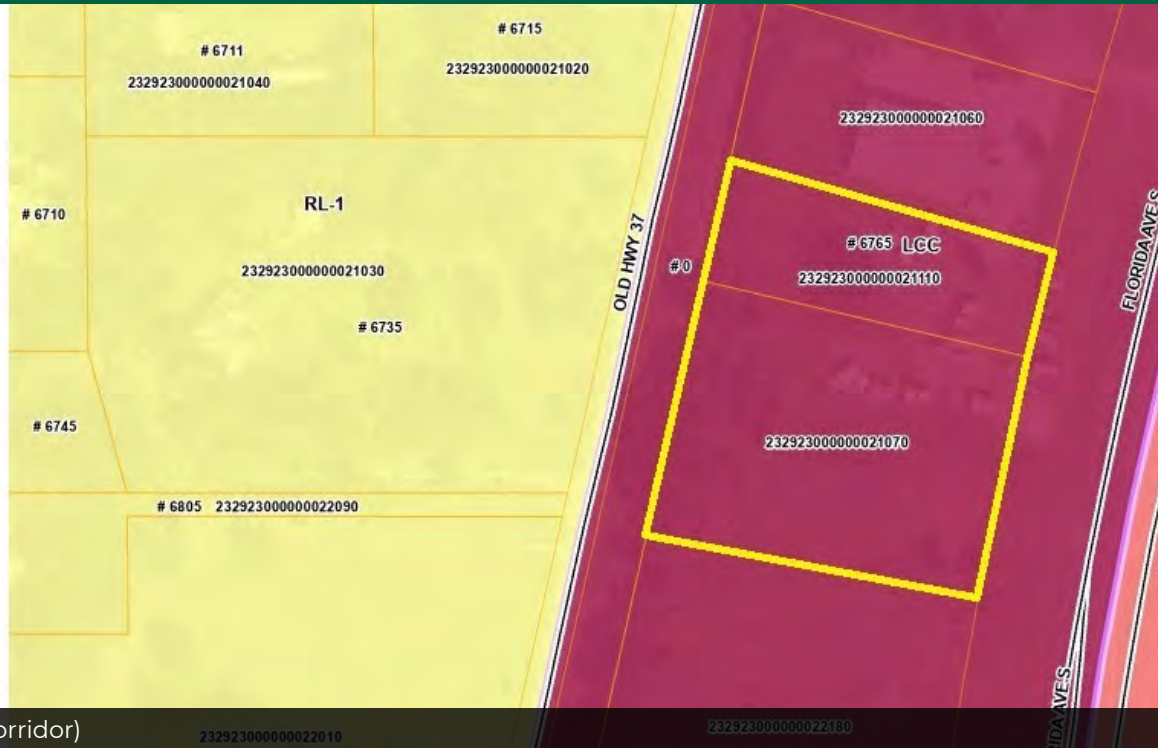 # 6711
232923000000021040
# 6715
232923000000021020
232923000000021060
# 6710
RL-1
232923000000021030
# 6735
OLD HWY 37
# 0
# 6765 LCC
232923000000021110
FLORIDA AVE S
# 6745
232923000000021070
# 6805 232923000000022090
IDA AVE S
orridor)
232923000000022010
232923000000022180